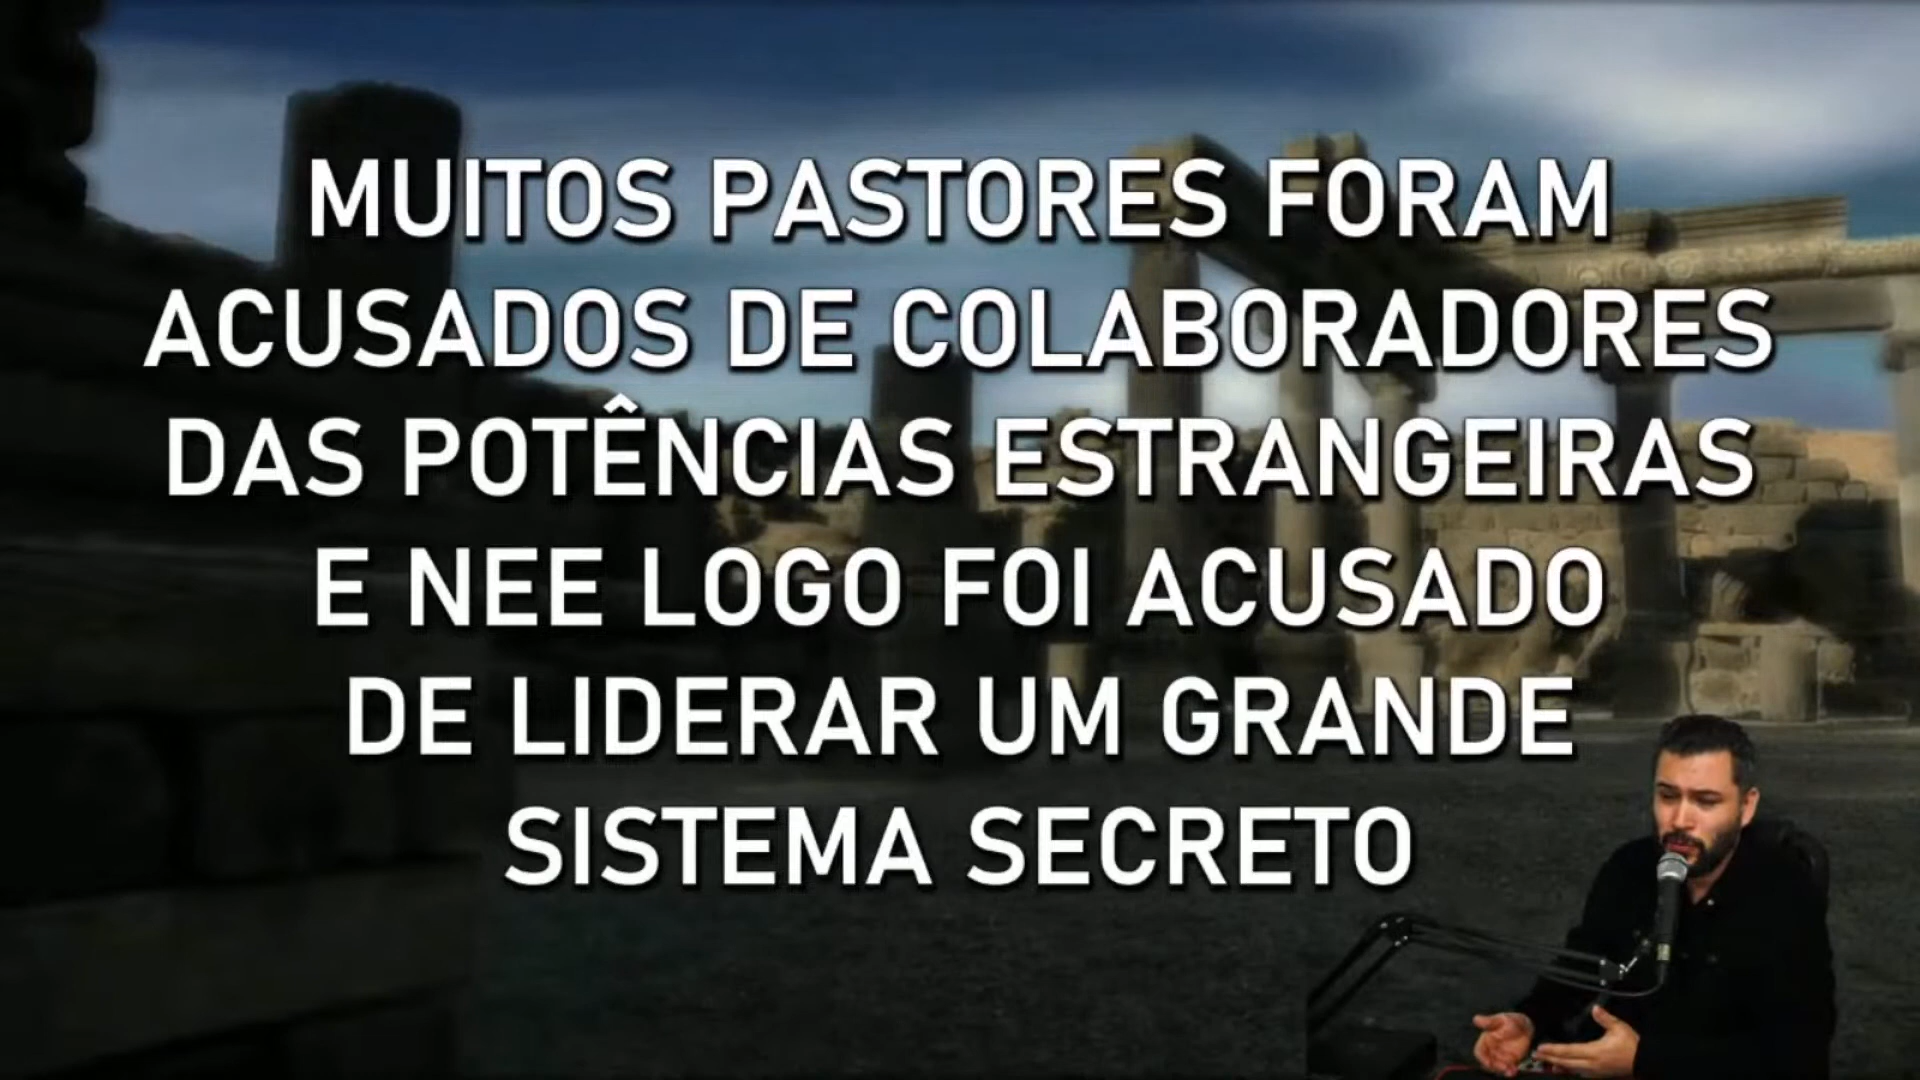 MUITOS PASTORES FORAM
ACUSADOS DE COLABORADORES
DAS POTÊNCIAS ESTRANGEIRAS
E NEE LOGO FOI ACUSADO
DE LIDERAR UM GRANDE
SISTEMA SECRETO